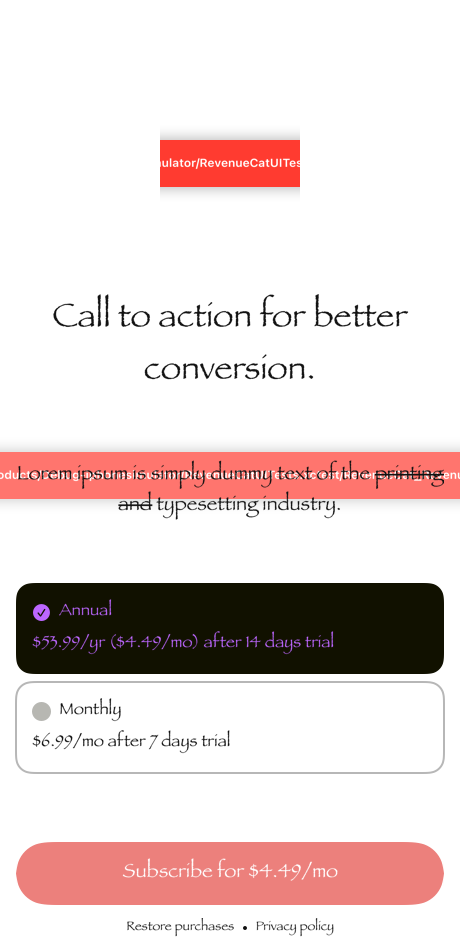 ulator/RevenueCatUITes
Call to action for better
conversion.
Lorem ipsum is simply dummy text of the printing
and typesetting industry.
Annual
$53.99/yr ($4.49/mo) after 14 days trial
Monthly
$6.99/mo after 7 days trial
Subscribe for $4.49/mo
Restore purchases • Privacy policy